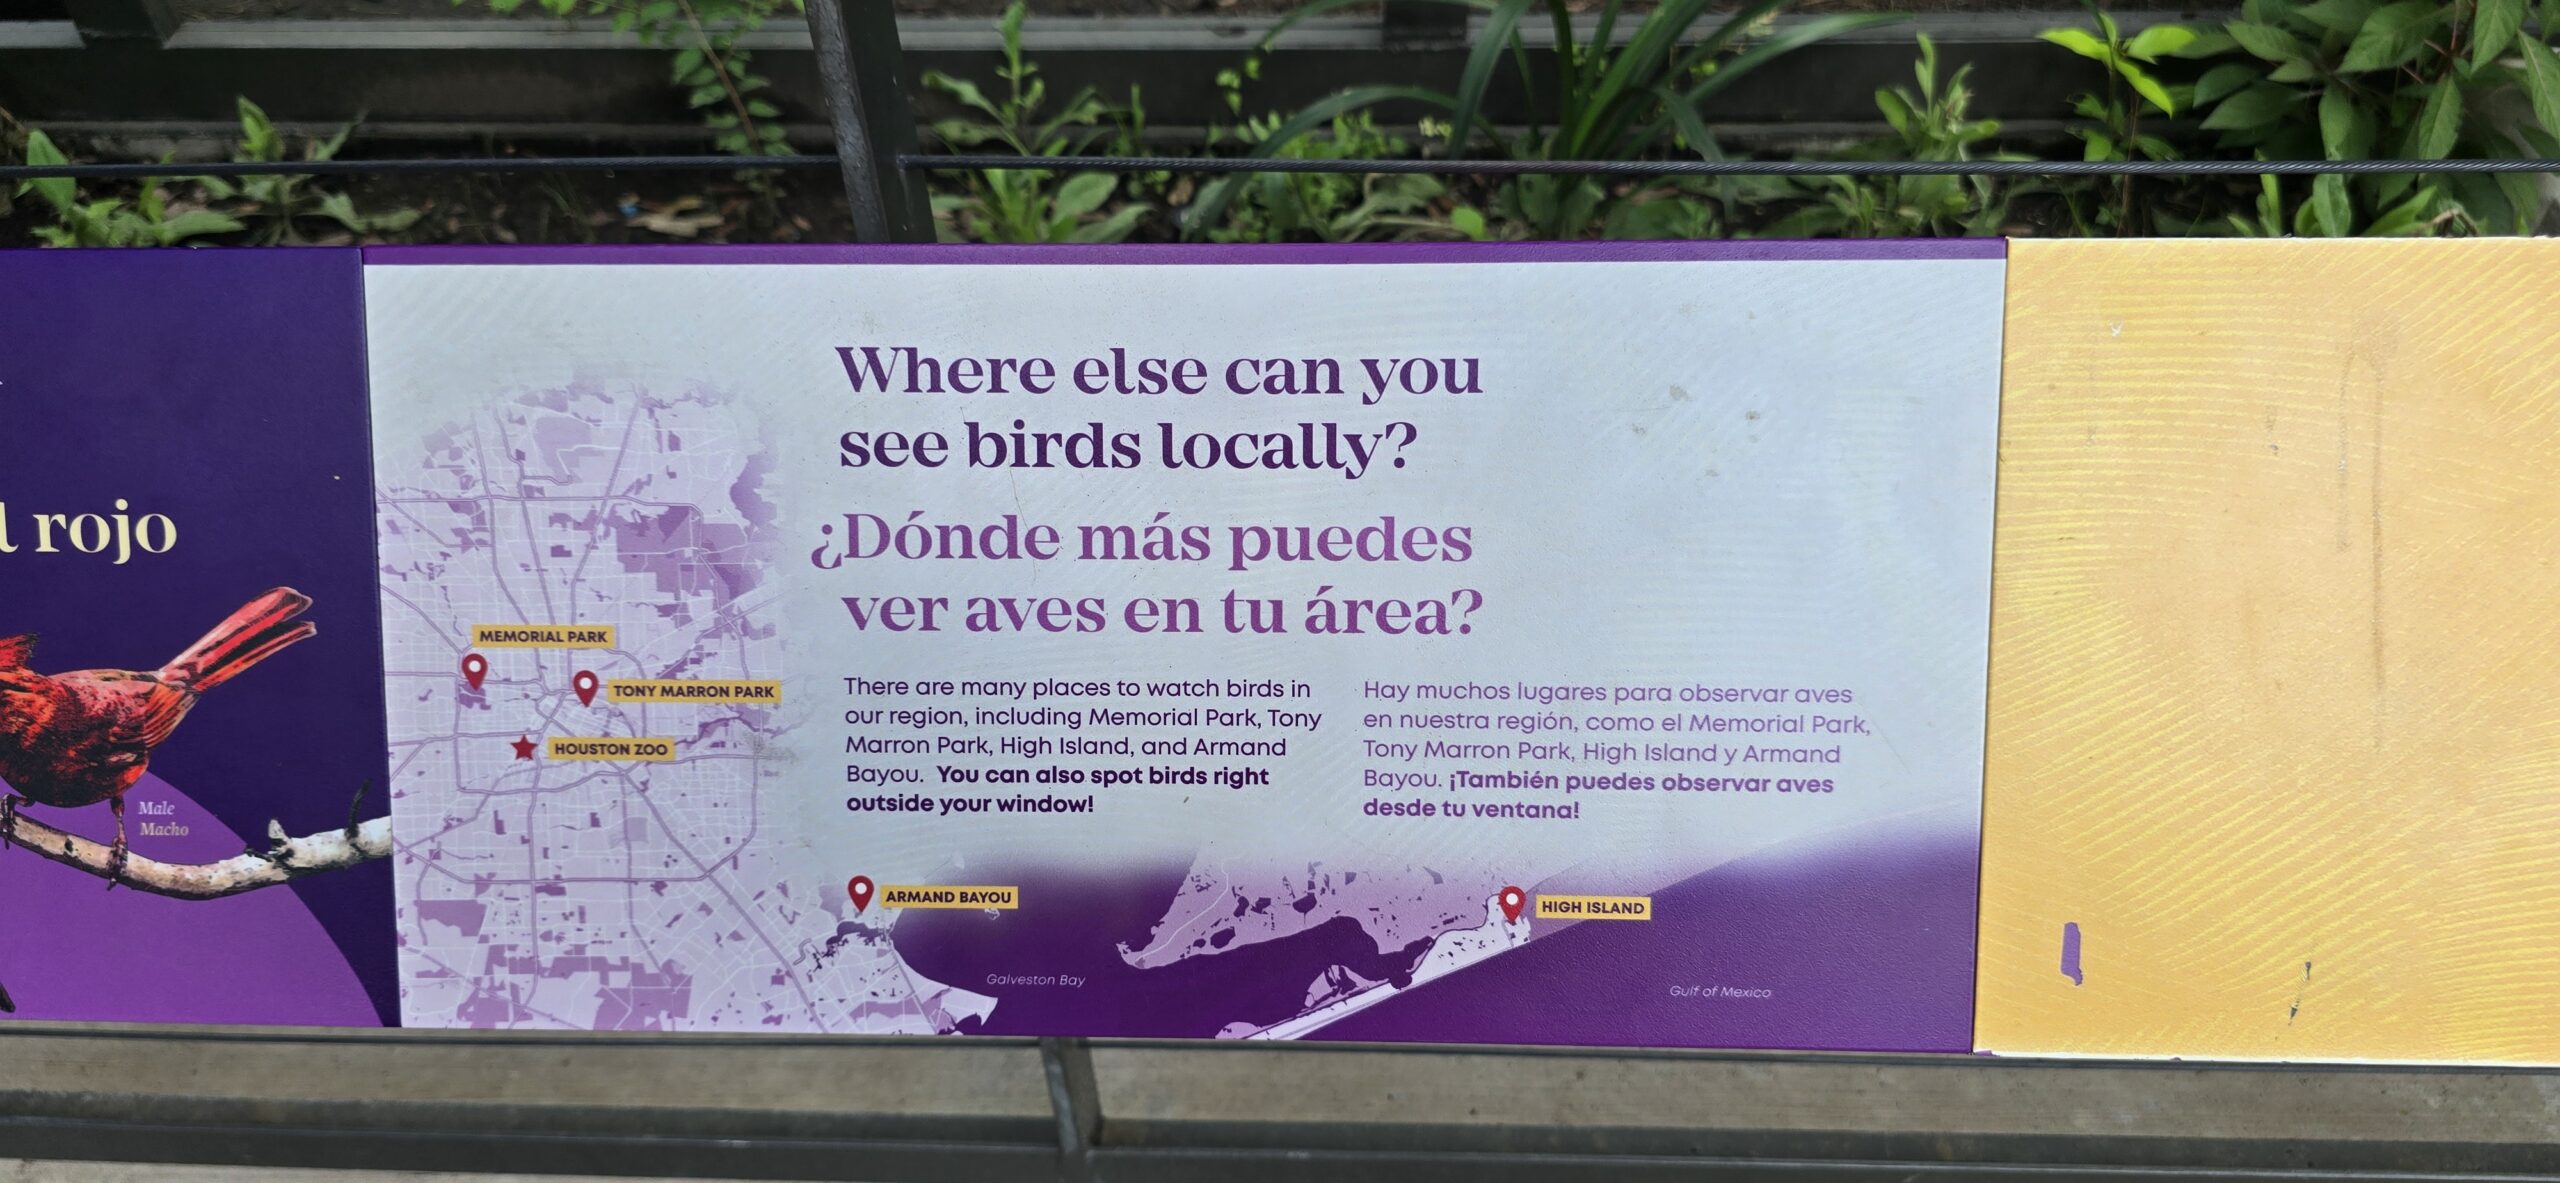 l rojo
Male
Macho
Where else can you
see birds locally?
¿Dónde más puedes
ver aves en tu área?
There are many places to watch birds in
our region, including Memorial Park, Tony
Marron Park, High Island, and Armand
Bayou. You can also spot birds right
outside your window!
Hay muchos lugares para observar aves
en nuestra región, como el Memorial Park,
Tony Marron Park, High Island y Armand
Bayou. ¡También puedes observar aves
desde tu ventana!
MEMORIAL PARK
TONY MARRON PARK
HOUSTON ZOO
ARMAND BAYOU
HIGH ISLAND
Galveston Bay
Gulf of Mexico